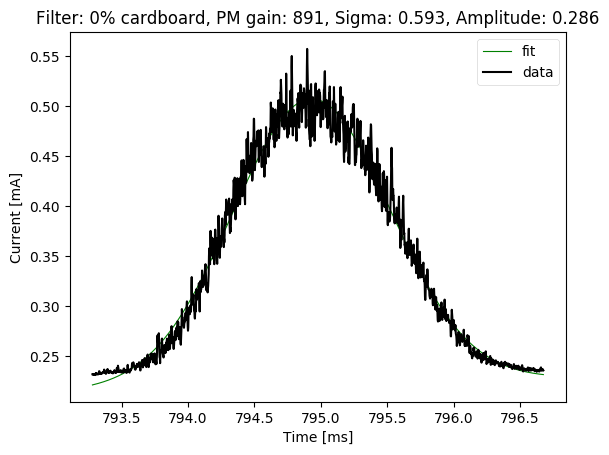 Filter: 0% cardboard, PM gain: 891, Sigma: 0.593, Amplitude: 0.286
fit
data
0.55
0.50
0.45
0.40
0.35
0.30
0.25
Current [mA]
793.5 794.0 794.5 795.0 795.5 796.0 796.5
Time [ms]